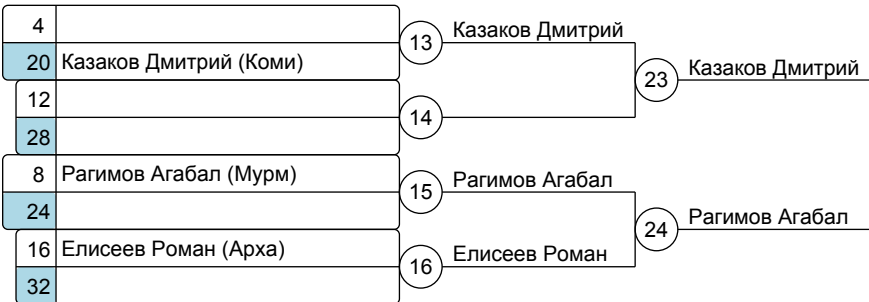 4
20 Казаков Дмитрий (Коми)
13 Казаков Дмитрий
12
28
14
23 Казаков Дмитрий
8 Рагимов Агабал (Мурм)
24
15 Рагимов Агабал
16 Елисеев Роман (Арха)
32
16 Елисеев Роман
24 Рагимов Агабал